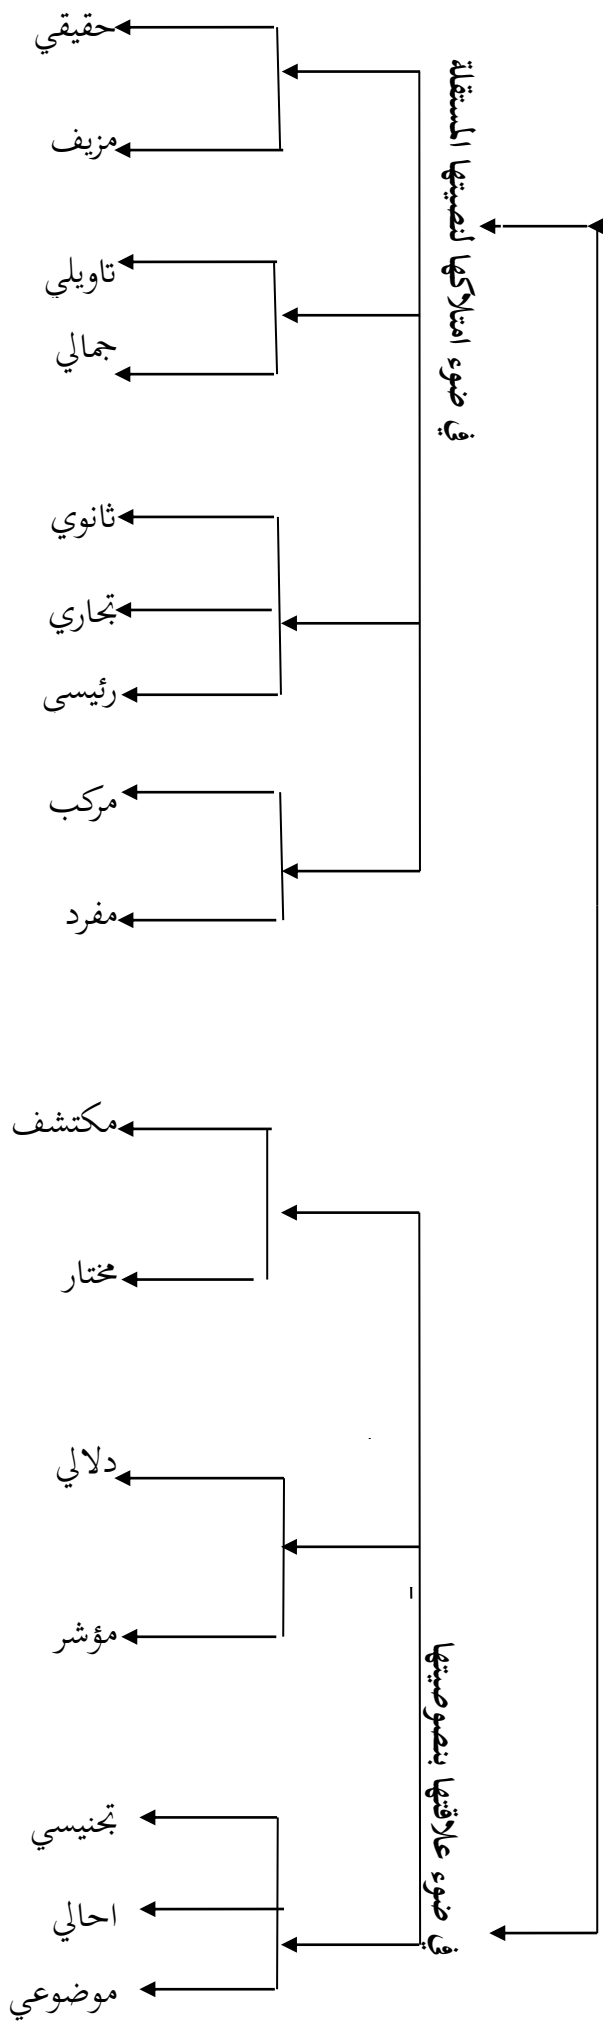 في ضوء امتلاكها لنصيتها المستقلة
حقيقي
مزيف
تاويلي
جمالي
ثانوي
تجاري
رئيسى
مركب
مفرد
في ضوء علاقتها بنصوصيتها
مكتشف
مختار
دلالي
مؤشر
تجنيسي
احالي
موضوعي